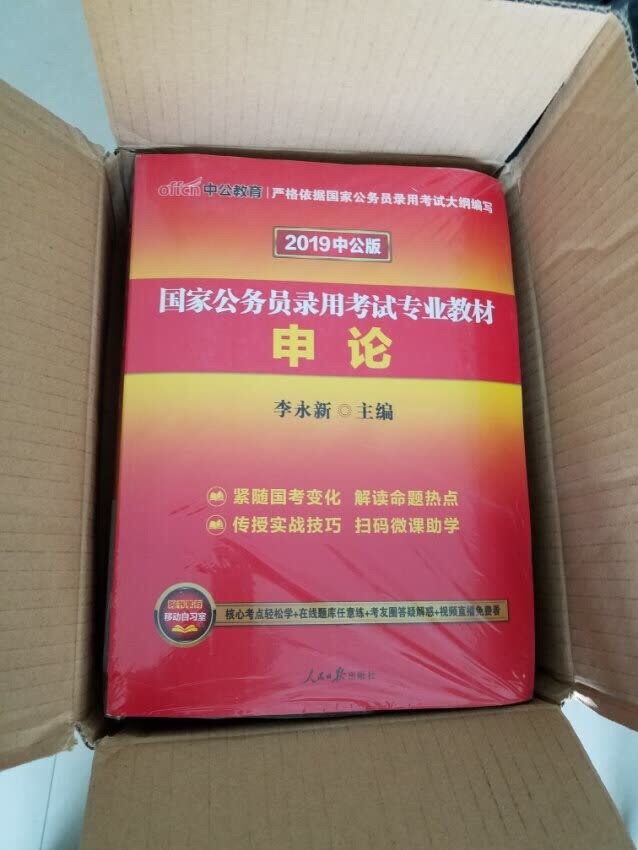 offcn中公教育 | 严格依据国家公务员录用考试大纲编写
2019中公版
国家公务员录用考试专业教材
申论
李永新 主编
紧随国考变化 解读命题热点
传授实战技巧 扫码微课助学
移动自习室
核心考点轻松学+在线题库任意练+考友圈答疑解惑+视频直播免费看
人民日报出版社